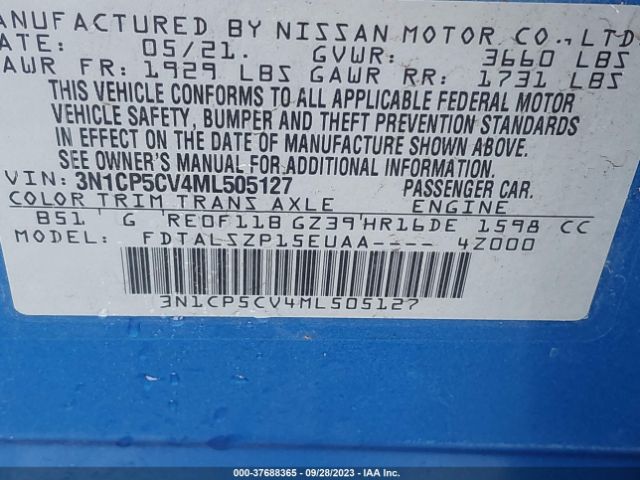 ANUFACTURED BY NISSAN MOTOR CO., LTD
ATE: 05/21. GVWR: 3660 LBS
AWR FR: 1929 LBS GAWR RR: 1731 LBS
THIS VEHICLE CONFORMS TO ALL APPLICABLE FEDERAL MOTOR
VEHICLE SAFETY, BUMPER AND THEFT PREVENTION STANDARDS
IN EFFECT ON THE DATE OF MANUFACTURE SHOWN ABOVE.
SEE OWNER'S MANUAL FOR ADDITIONAL INFORMATION.
VIN: 3N1CP5CV4ML505127 PASSENGER CAR.
COLOR TRIM TRANS AXLE ENGINE
B51 G RE0F11B GZ39 HR16DE 1598 CC
MODEL: FDTALSZP15EUAA---- 4Z000
3N1CP5CV4ML505127
000-37688365 - 09/28/2023 - IAA Inc.